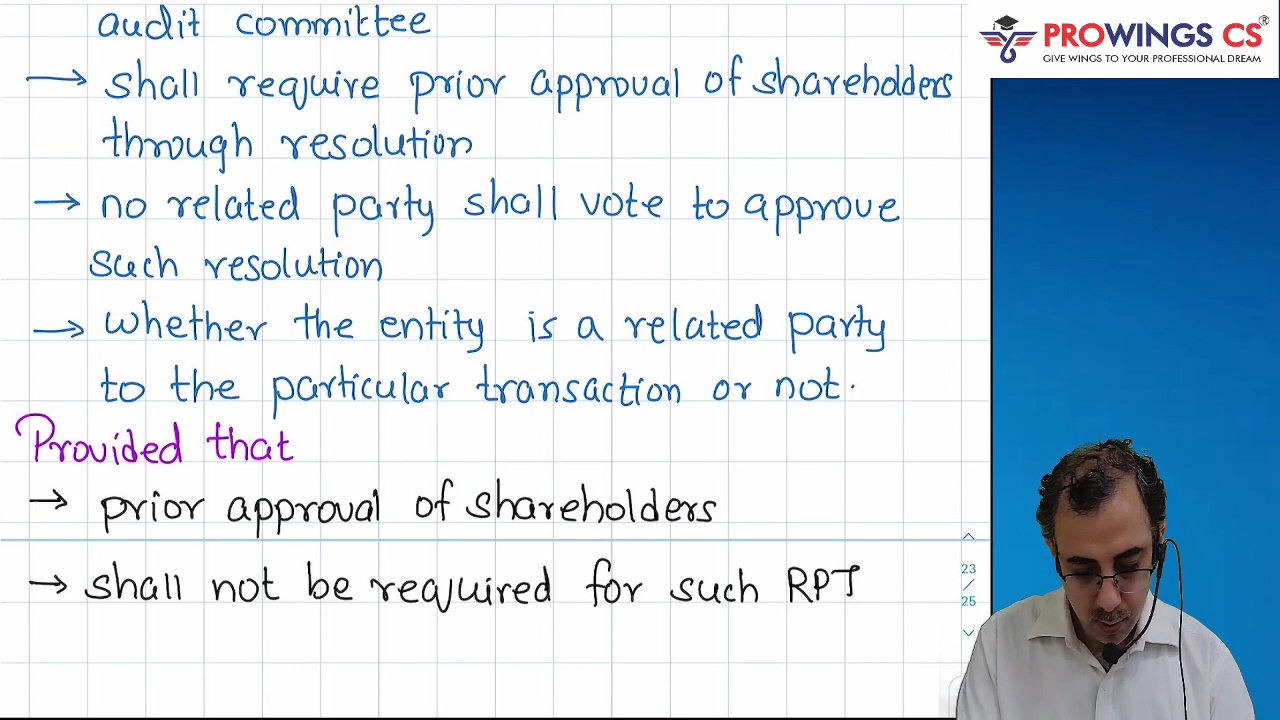 audit committee
→ shall require prior approval of shareholders
through resolution
→ no related party shall vote to approve
such resolution
→ whether the entity is a related party
to the particular transaction or not.
Provided that
→ prior approval of shareholders
→ shall not be required for such RPT
PROWINGS CS®
GIVE WINGS TO YOUR PROFESSIONAL DREAM
23
/
25